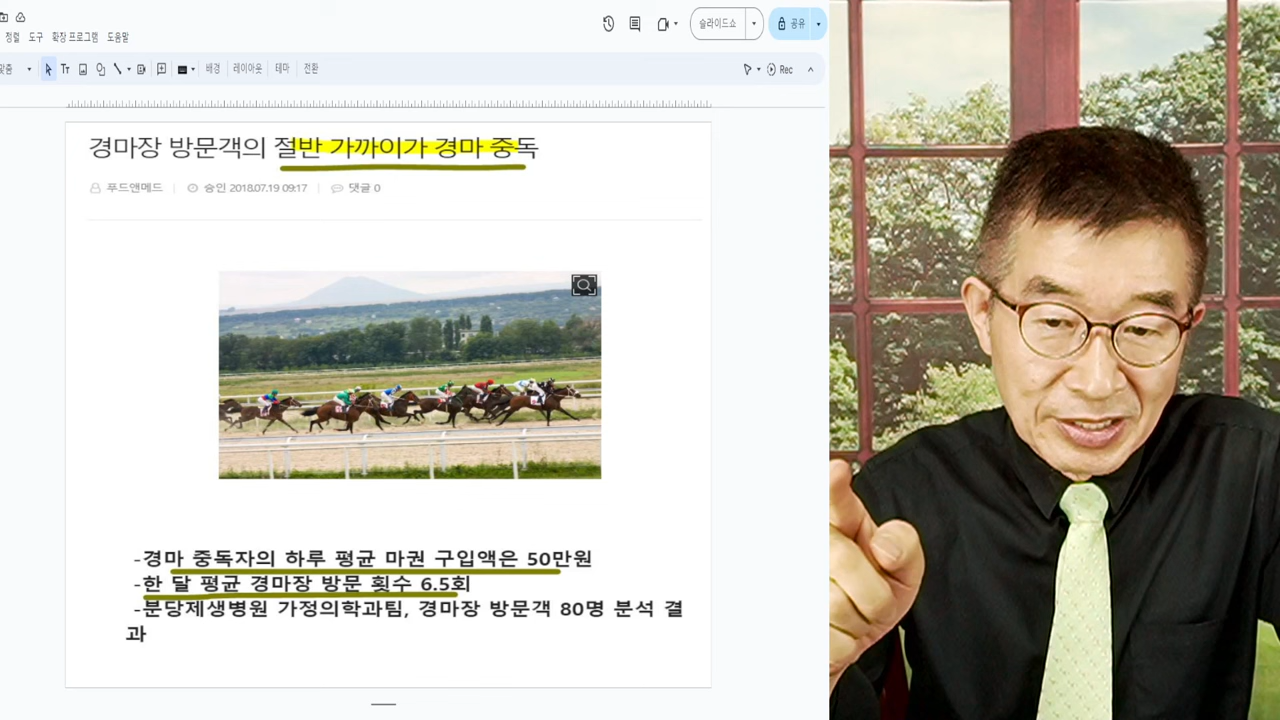 정렬 도구 확장 프로그램 도움말
슬라이드쇼
공유
맞춤
배경 레이아웃 테마 전환
Rec
경마장 방문객의 절반 가까이가 경마 중독
푸드앤메드 승인 2018.07.19 09:17 댓글 0
-경마 중독자의 하루 평균 마권 구입액은 50만원
-한 달 평균 경마장 방문 횟수 6.5회
-분당제생병원 가정의학과팀, 경마장 방문객 80명 분석 결
과